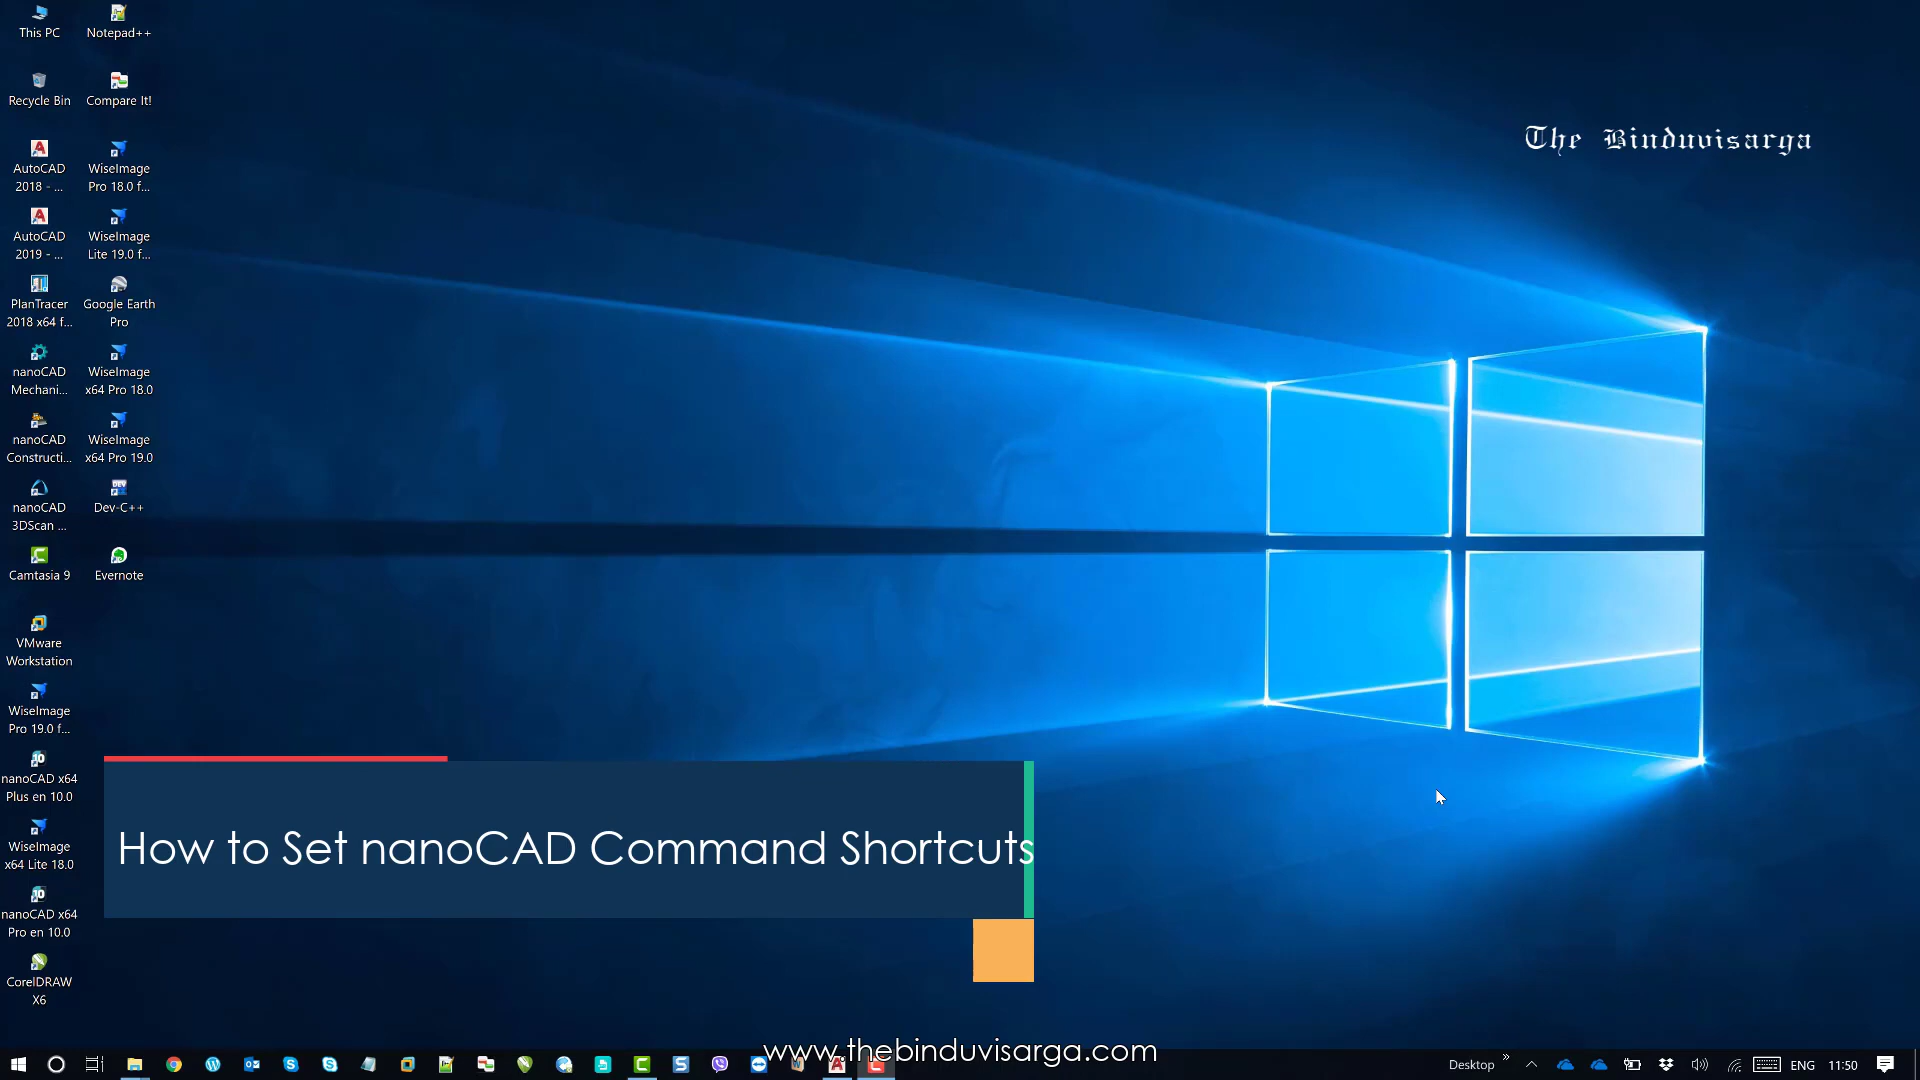 This PC
Notepad++
Recycle Bin
Compare It!
AutoCAD
2018 - ...
WiseImage
Pro 18.0 f...
AutoCAD
2019 - ...
WiseImage
Lite 19.0 f...
PlanTracer
2018 x64 f...
Google Earth
Pro
nanoCAD
Mechani...
WiseImage
x64 Pro 18.0
nanoCAD
Constructi...
WiseImage
x64 Pro 19.0
nanoCAD
3DScan ...
Dev-C++
Camtasia 9
Evernote
VMware
Workstation
WiseImage
Pro 19.0 f...
nanoCAD x64
Plus en 10.0
WiseImage
x64 Lite 18.0
nanoCAD x64
Pro en 10.0
CorelDRAW
X6
The Binduvisarga
How to Set nanoCAD Command Shortcuts
www.thebinduvisarga.com
Desktop
ENG
11:50